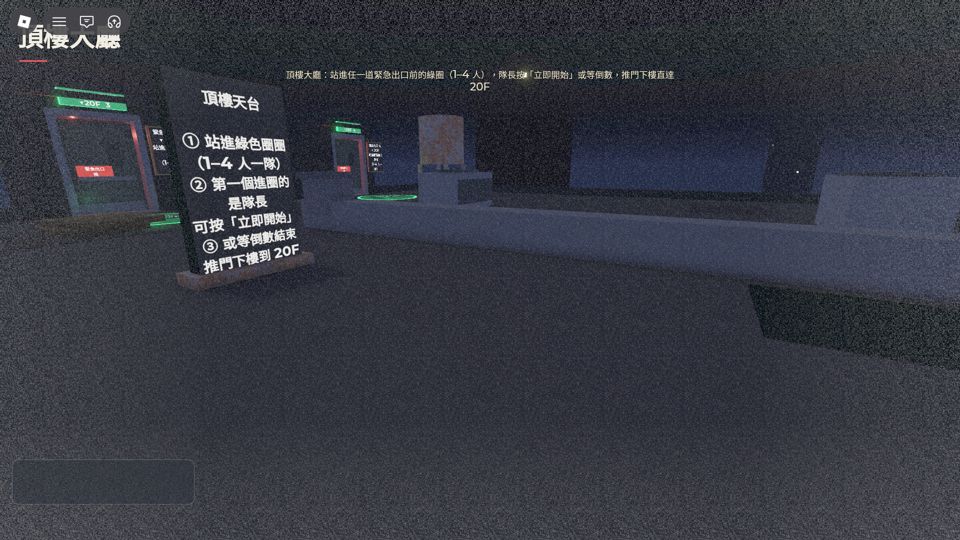 頂樓大廳
頂樓大廳：站進任一道緊急出口前的綠圈（1–4 人），隊長按「立即開始」或等倒數，推門下樓直達
20F
頂樓天台
① 站進綠色圈圈
（1–4 人一隊）
② 第一個進圈的
是隊長
可按「立即開始」
③ 或等倒數結束
推門下樓到 20F
緊急出口